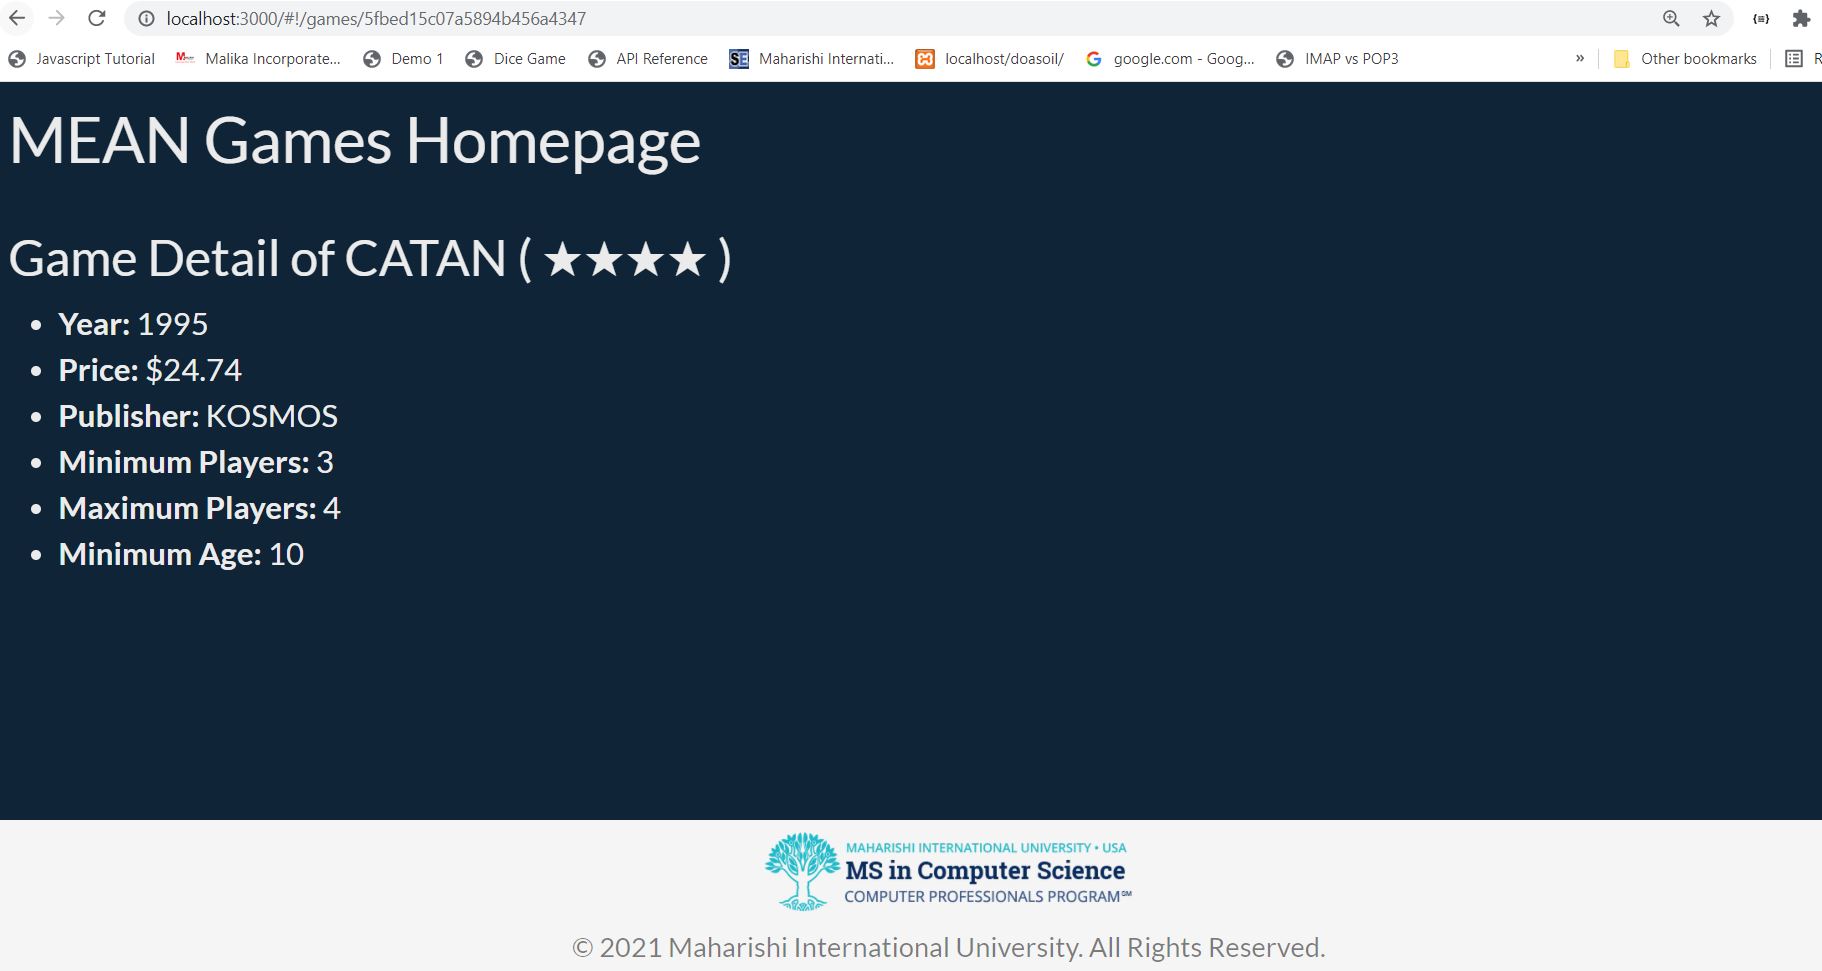 localhost:3000/#!/games/5fbed15c07a5894b456a4347
Javascript Tutorial Malika Incorporate... Demo 1 Dice Game API Reference SE Maharishi Internati... localhost/doasoil/ G google.com - Goog... IMAP vs POP3 » Other bookmarks R
MEAN Games Homepage
Game Detail of CATAN ( ★★★★ )
• Year: 1995
• Price: $24.74
• Publisher: KOSMOS
• Minimum Players: 3
• Maximum Players: 4
• Minimum Age: 10
MAHARISHI INTERNATIONAL UNIVERSITY • USA
MS in Computer Science
COMPUTER PROFESSIONALS PROGRAM℠
© 2021 Maharishi International University. All Rights Reserved.